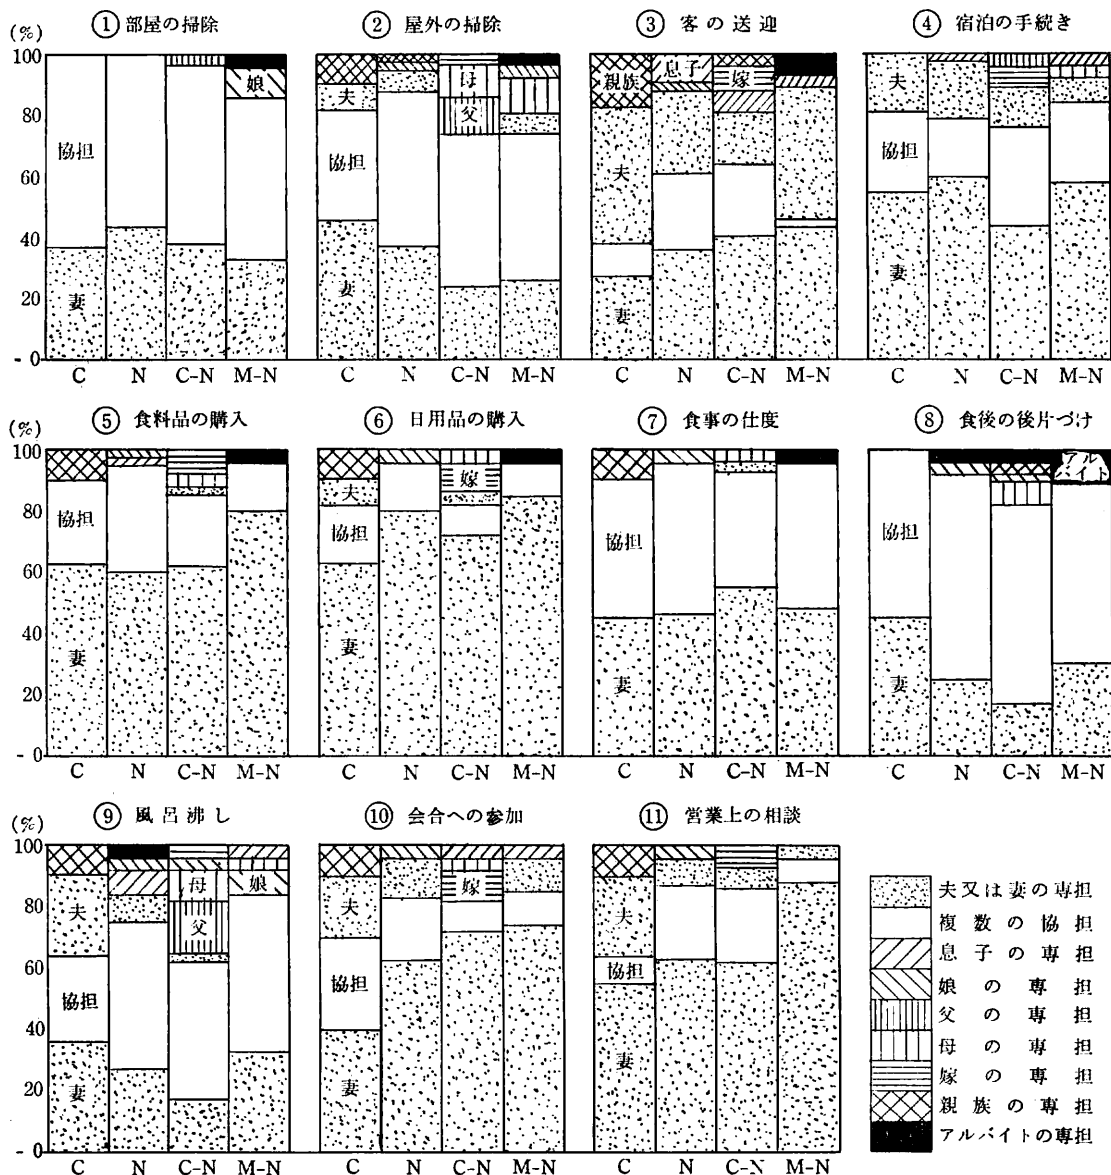 ① 部屋の掃除 ② 屋外の掃除 ③ 客の送迎 ④ 宿泊の手続き
(%)
100
80
60
40
20
- 0
協担
妻
C N C-N M-N
娘
夫
協担
妻
母
父
C N C-N M-N
親族
夫
妻
息子
嫁
C N C-N M-N
夫
協担
妻
C N C-N M-N
⑤ 食料品の購入 ⑥ 日用品の購入 ⑦ 食事の仕度 ⑧ 食後の後片づけ
(%)
100
80
60
40
20
- 0
協担
妻
C N C-N M-N
夫
協担
妻
嫁
C N C-N M-N
協担
妻
C N C-N M-N
協担
妻
アル
バイト
C N C-N M-N
⑨ 風呂沸し ⑩ 会合への参加 ⑪ 営業上の相談
(%)
100
80
60
40
20
- 0
夫
協担
妻
母
父
娘
C N C-N M-N
夫
協担
妻
嫁
C N C-N M-N
夫
協担
妻
C N C-N M-N
夫又は妻の専担
複数の協担
息子の専担
娘の専担
父の専担
母の専担
嫁の専担
親族の専担
アルバイトの専担